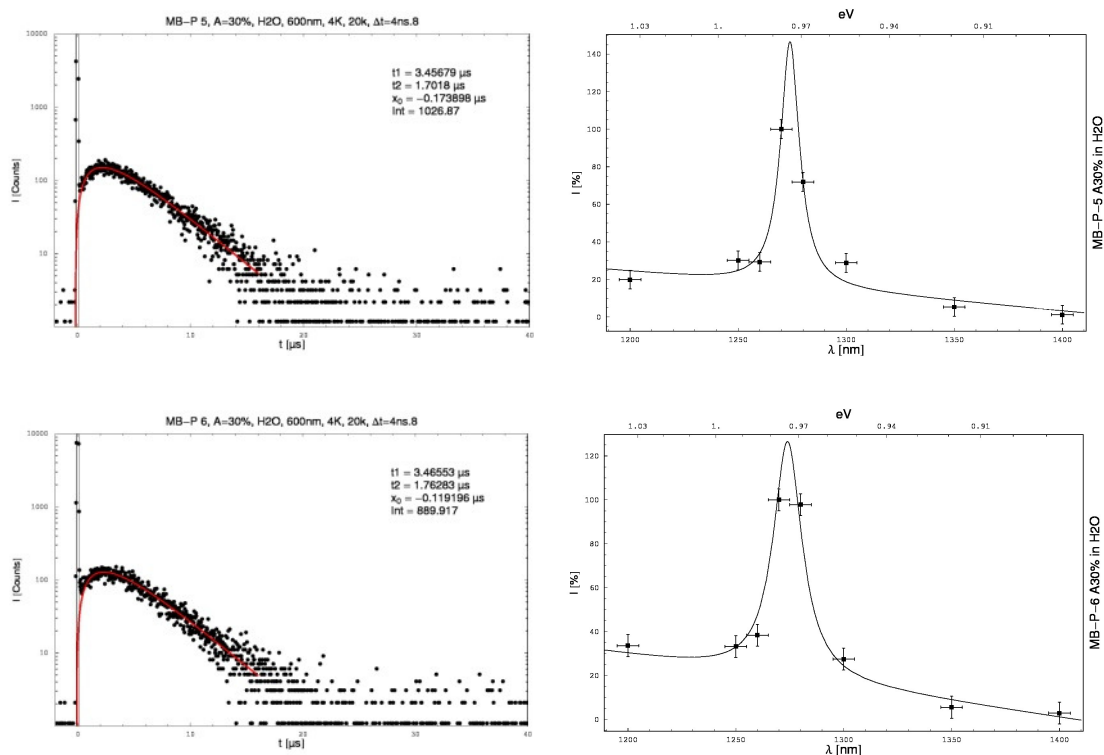 MB-P 5, A=30%, H2O, 600nm, 4K, 20k, Δt=4ns.8
10000
1000
100
10
I [Counts]
t1 = 3.45679 µs
t2 = 1.7018 µs
x0 = -0.173898 µs
Int = 1026.87
0 10 20 30 40
t [µs]
eV
1.03 1. 0.97 0.94 0.91
140
120
100
80
60
40
20
0
I [%]
1200 1250 1300 1350 1400
λ [nm]
MB-P-5 A30% in H2O
MB-P 6, A=30%, H2O, 600nm, 4K, 20k, Δt=4ns.8
10000
1000
100
10
I [Counts]
t1 = 3.46553 µs
t2 = 1.76283 µs
x0 = -0.119196 µs
Int = 889.917
0 10 20 30 40
t [µs]
eV
1.03 1. 0.97 0.94 0.91
120
100
80
60
40
20
0
I [%]
1200 1250 1300 1350 1400
λ [nm]
MB-P-6 A30% in H2O